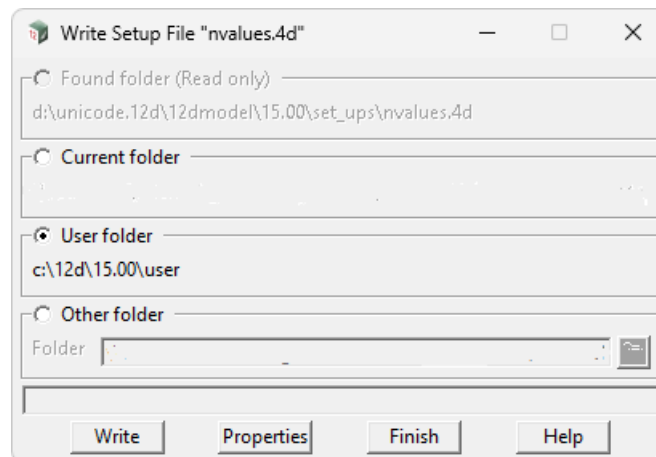 Write Setup File "nvalues.4d"
Found folder (Read only)
d:\unicode.12d\12dmodel\15.00\set_ups\nvalues.4d
Current folder
User folder
c:\12d\15.00\user
Other folder
Folder
Write Properties Finish Help